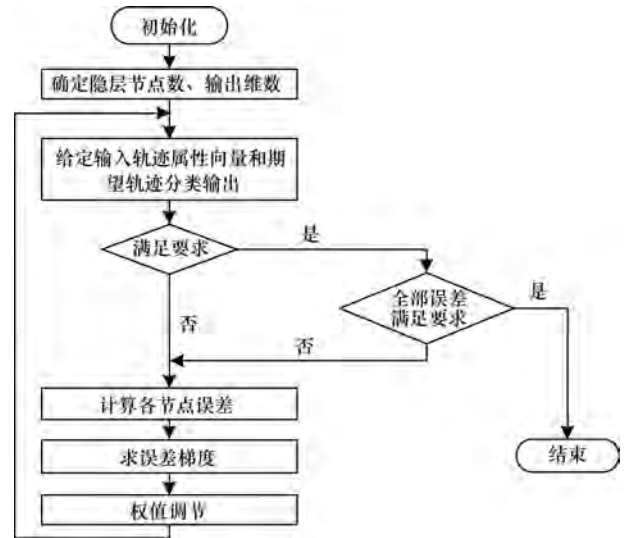 初始化
确定隐层节点数、输出维数
给定输入轨迹属性向量和期
望轨迹分类输出
满足要求
是
全部误差
满足要求
是
否
否
计算各节点误差
求误差梯度
结束
权值调节